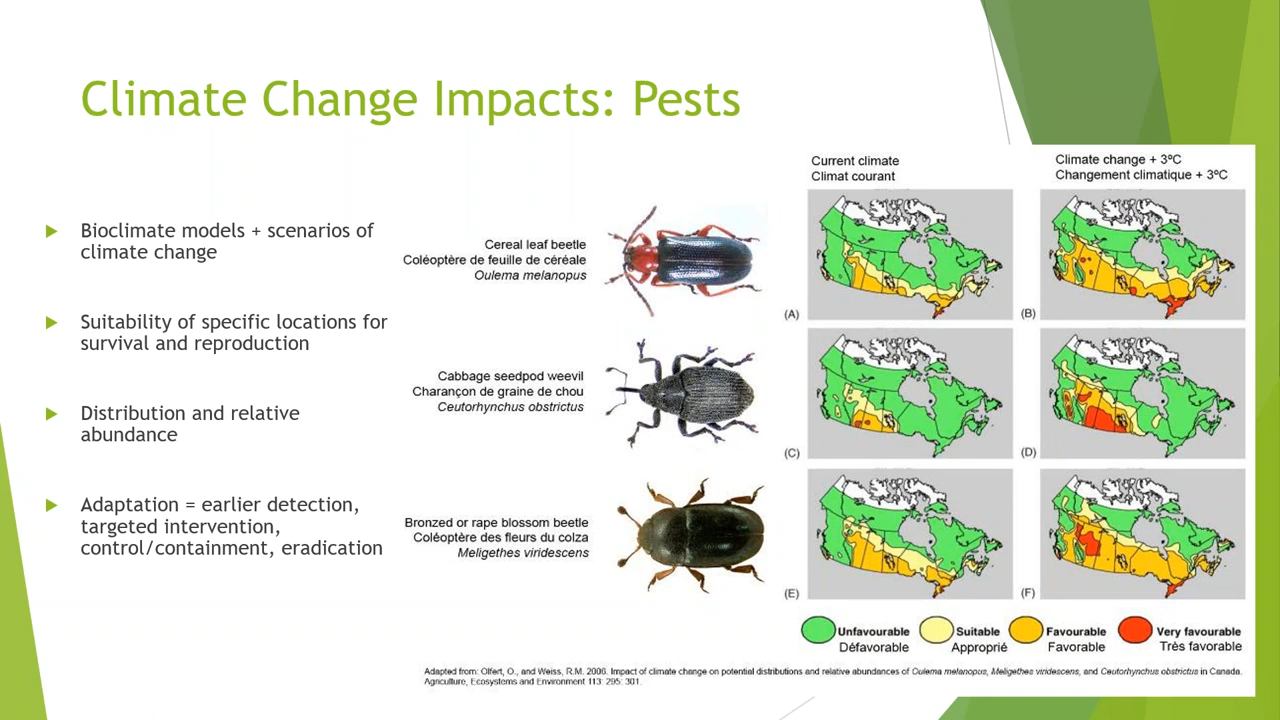 Climate Change Impacts: Pests
Bioclimate models + scenarios of
climate change
Suitability of specific locations for
survival and reproduction
Distribution and relative
abundance
Adaptation = earlier detection,
targeted intervention,
control/containment, eradication
Cereal leaf beetle
Coléoptère de feuille de céréale
Oulema melanopus
Cabbage seedpod weevil
Charançon de graine de chou
Ceutorhynchus obstrictus
Bronzed or rape blossom beetle
Coléoptère des fleurs du colza
Meligethes viridescens
Current climate
Climat courant
Climate change + 3ºC
Changement climatique + 3ºC
(A)
(B)
(C)
(D)
(E)
(F)
Unfavourable
Défavorable
Suitable
Approprié
Favourable
Favorable
Very favourable
Très favorable
Adapted from: Olfert, O., and Weiss, R.M. 2006. Impact of climate change on potential distributions and relative abundances of Oulema melanopus, Meligethes viridescens, and Ceutorhynchus obstrictus in Canada.
Agriculture, Ecosystems and Environment 113: 295: 301.